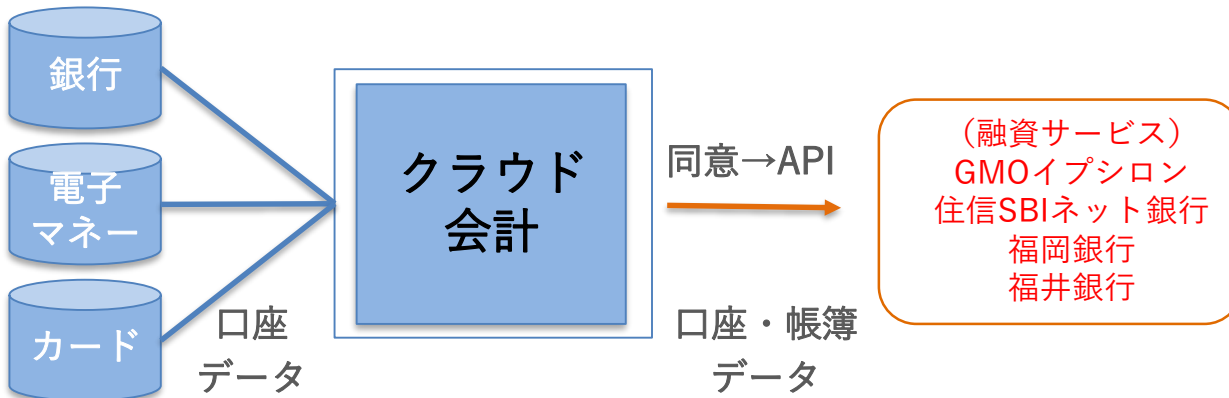 銀行
電子
マネー
カード
口座
データ
クラウド
会計
同意→API
口座・帳簿
データ
（融資サービス）
GMOイプシロン
住信SBIネット銀行
福岡銀行
福井銀行